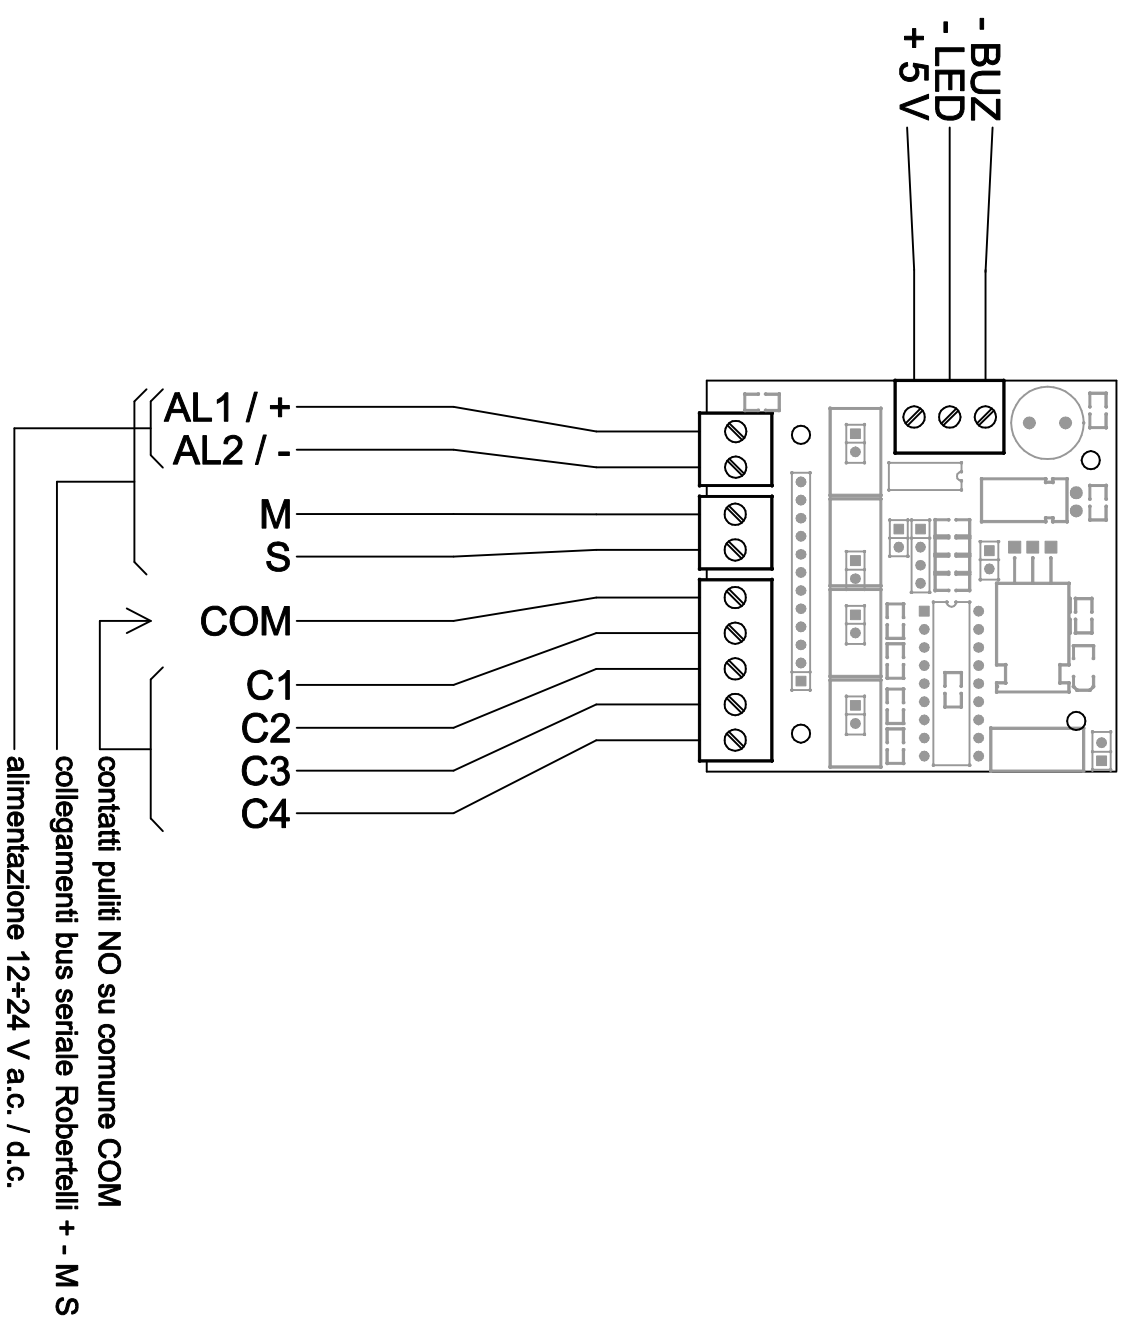 - BUZ
- LED
+ 5 V
AL1 / +
AL2 / -
M
S
COM
C1
C2
C3
C4
contatti puliti NO su comune COM
collegamenti bus seriale Robertelli + - M S
alimentazione 12÷24 V a.c. / d.c.